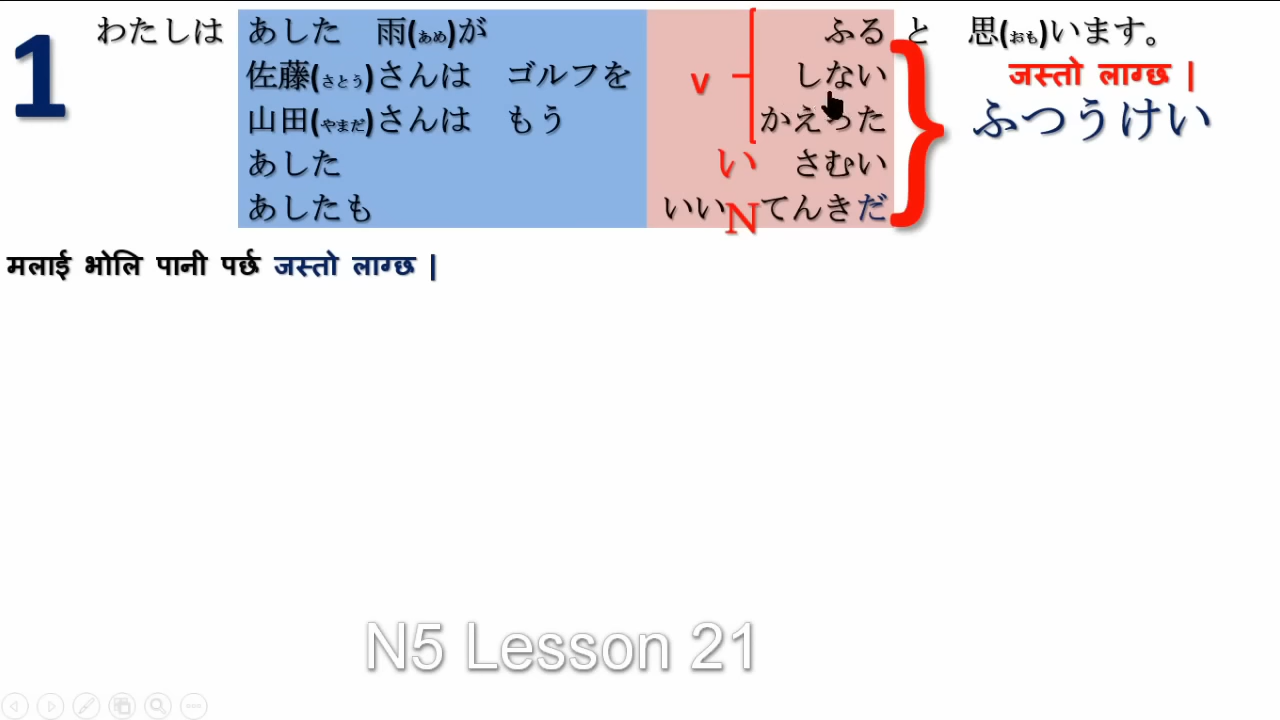 1 わたしは あした 雨(あめ)が ふる と 思(おも)います。
佐藤(さとう)さんは ゴルフを v しない जस्तो लाग्छ |
山田(やまだ)さんは もう かえった ふつうけい
あした い さむい
あしたも いい N てんきだ
मलाई भोलि पानी पर्छ जस्तो लाग्छ |
N5 Lesson 21